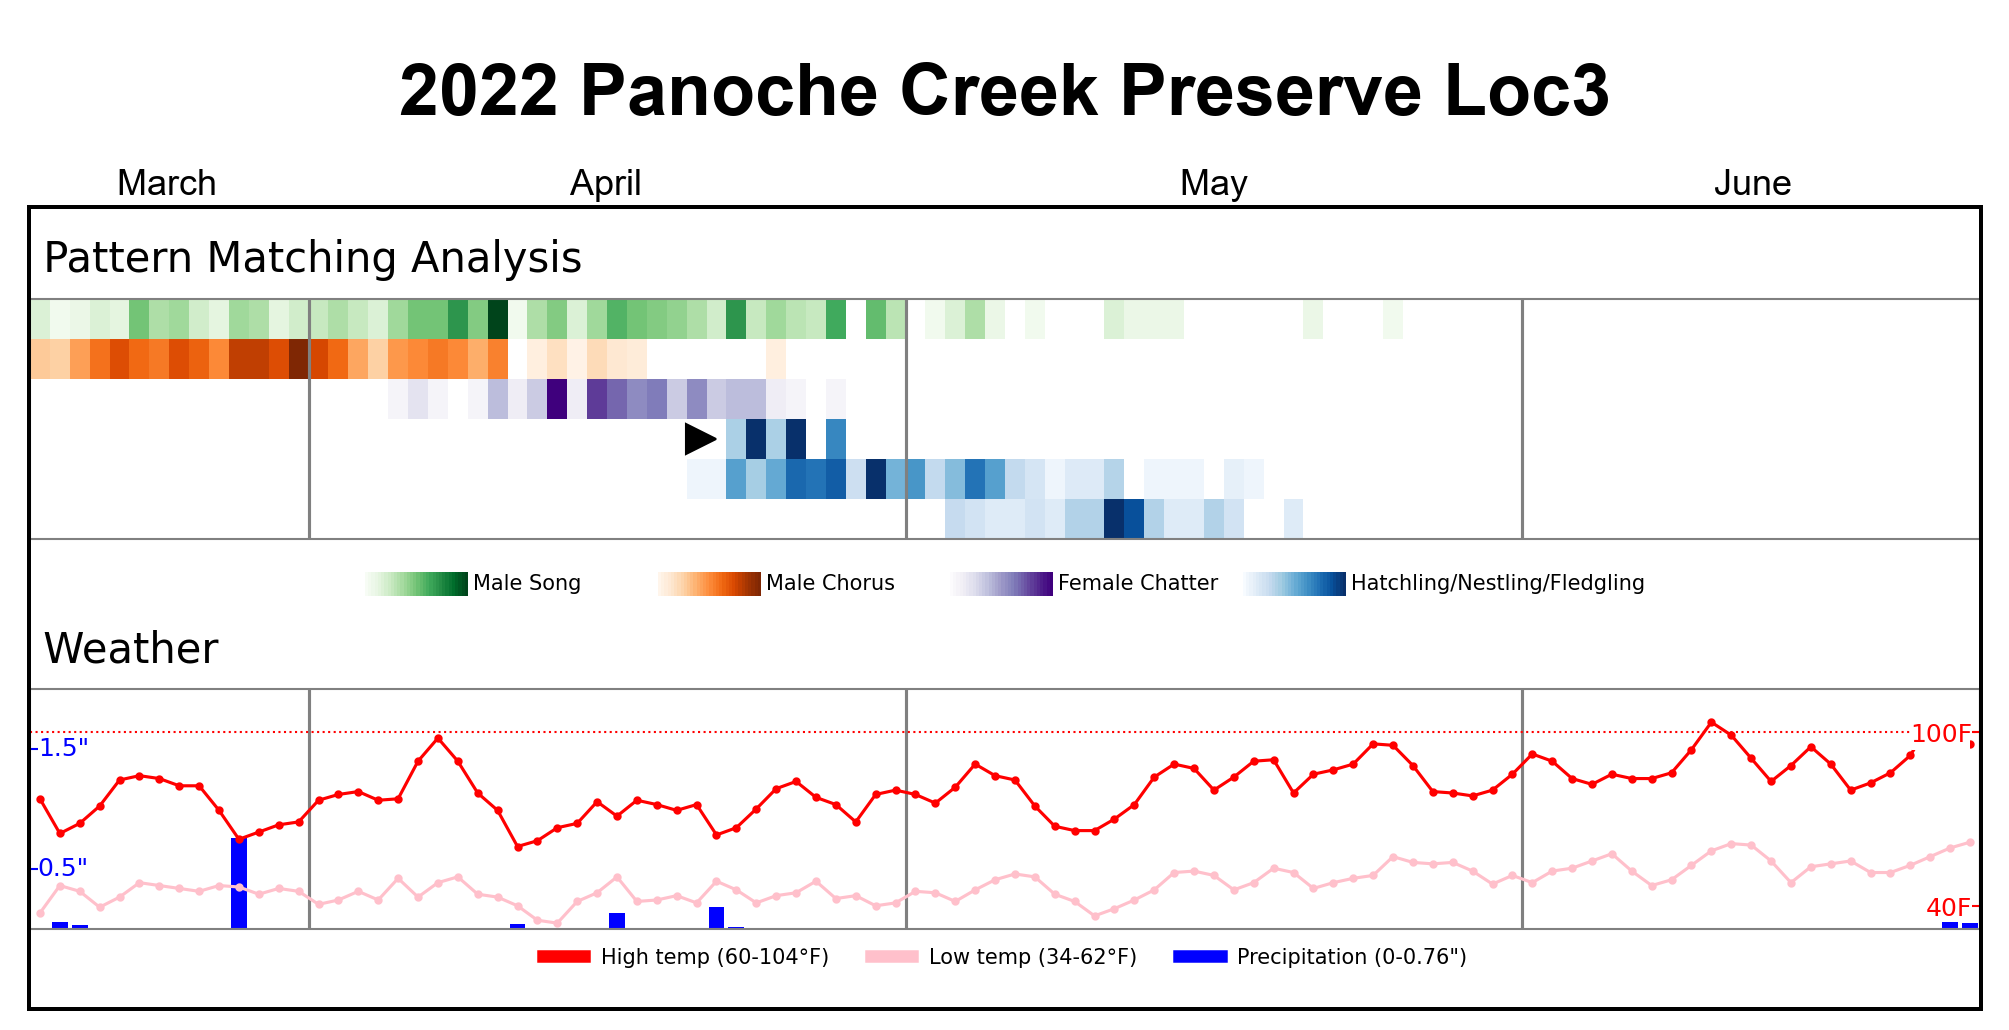 2022 Panoche Creek Preserve Loc3
March April May June
Pattern Matching Analysis
Male Song Male Chorus Female Chatter Hatchling/Nestling/Fledgling
Weather
1.5" 100F
0.5"
40F
High temp (60-104°F) Low temp (34-62°F) Precipitation (0-0.76")